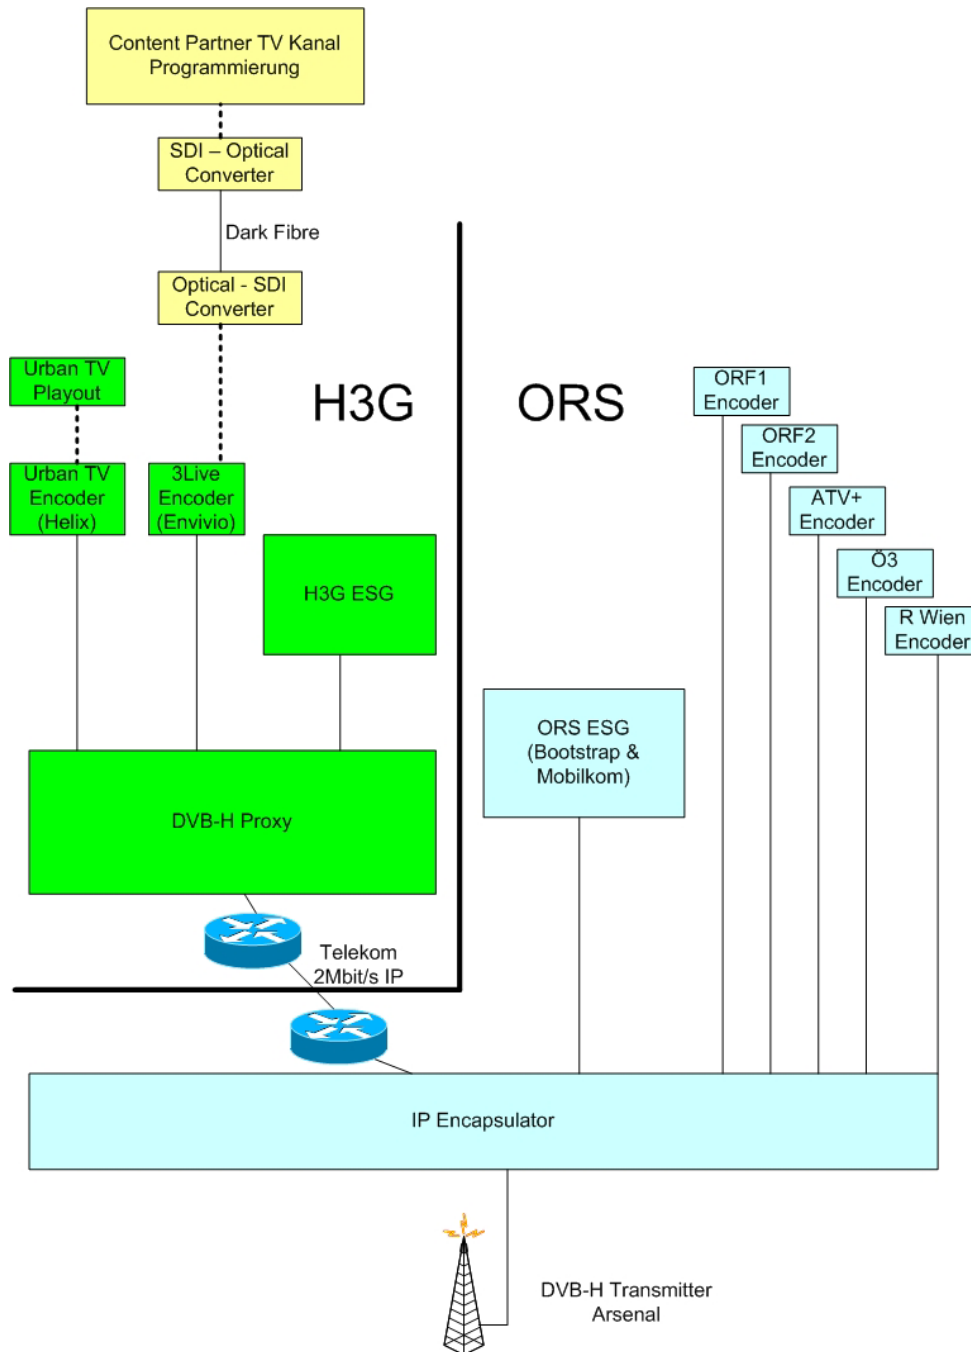 Content Partner TV Kanal
Programmierung
SDI – Optical
Converter
Dark Fibre
Optical - SDI
Converter
Urban TV
Playout
H3G
ORS
ORF1
Encoder
ORF2
Encoder
Urban TV
Encoder
(Helix)
3Live
Encoder
(Envivio)
ATV+
Encoder
H3G ESG
Ö3
Encoder
R Wien
Encoder
ORS ESG
(Bootstrap &
Mobilkom)
DVB-H Proxy
Telekom
2Mbit/s IP
IP Encapsulator
DVB-H Transmitter
Arsenal